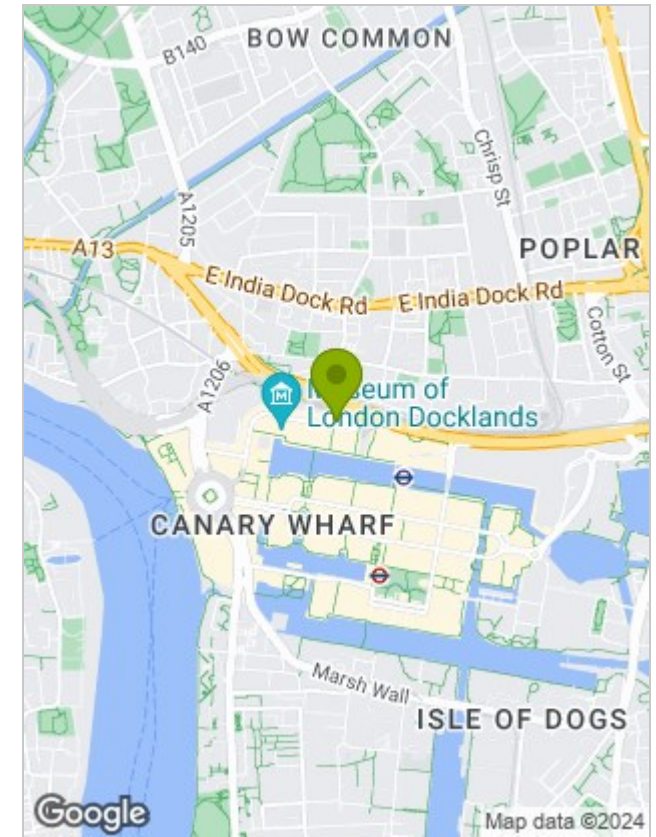 BOW COMMON
B140
Chrisp St
A1205
POPLAR
A13
E India Dock Rd
E India Dock Rd
Cotton St
A1206
M
Museum of
London Docklands
CANARY WHARF
Marsh Wall
ISLE OF DOGS
Google
Map data ©2024